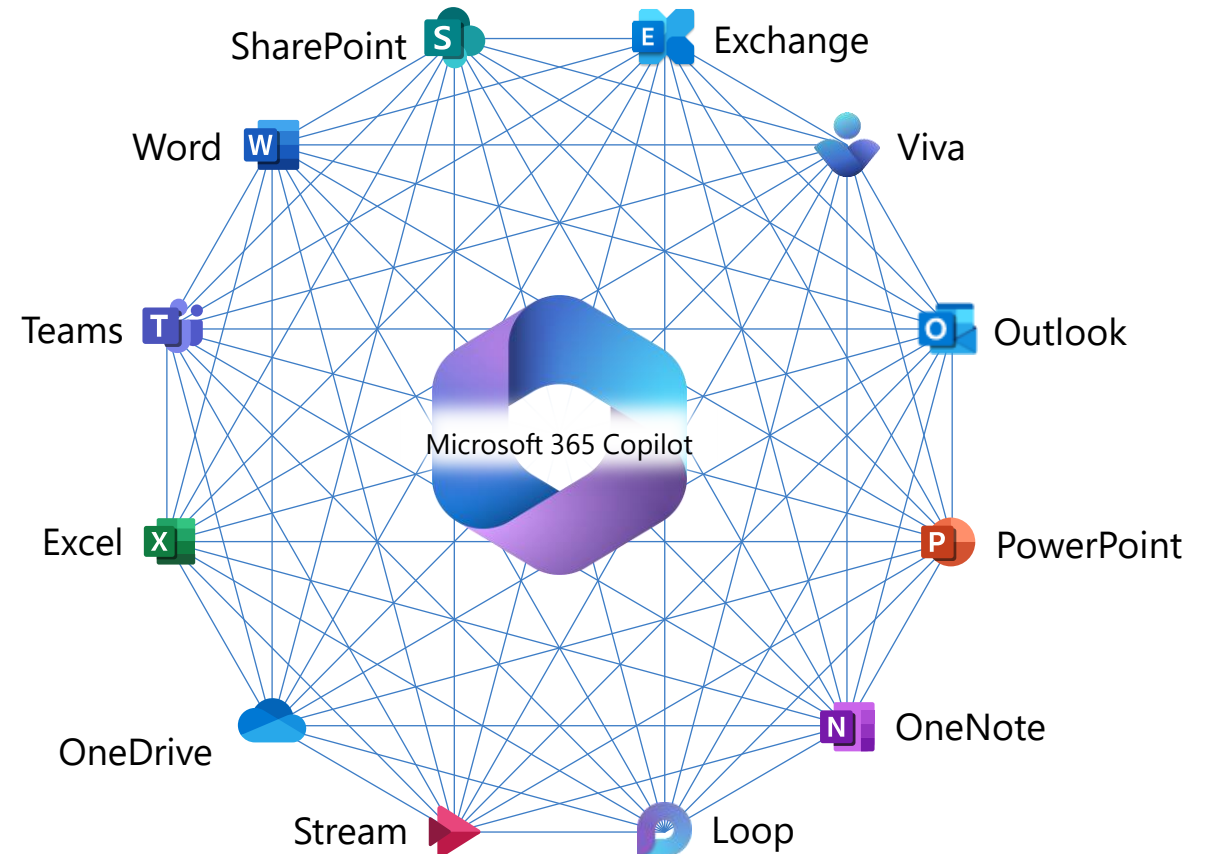 SharePoint
S
E
Exchange
Word
W
Viva
Teams
T
O
Outlook
Microsoft 365 Copilot
Excel
X
P
PowerPoint
OneDrive
N
OneNote
Stream
Loop